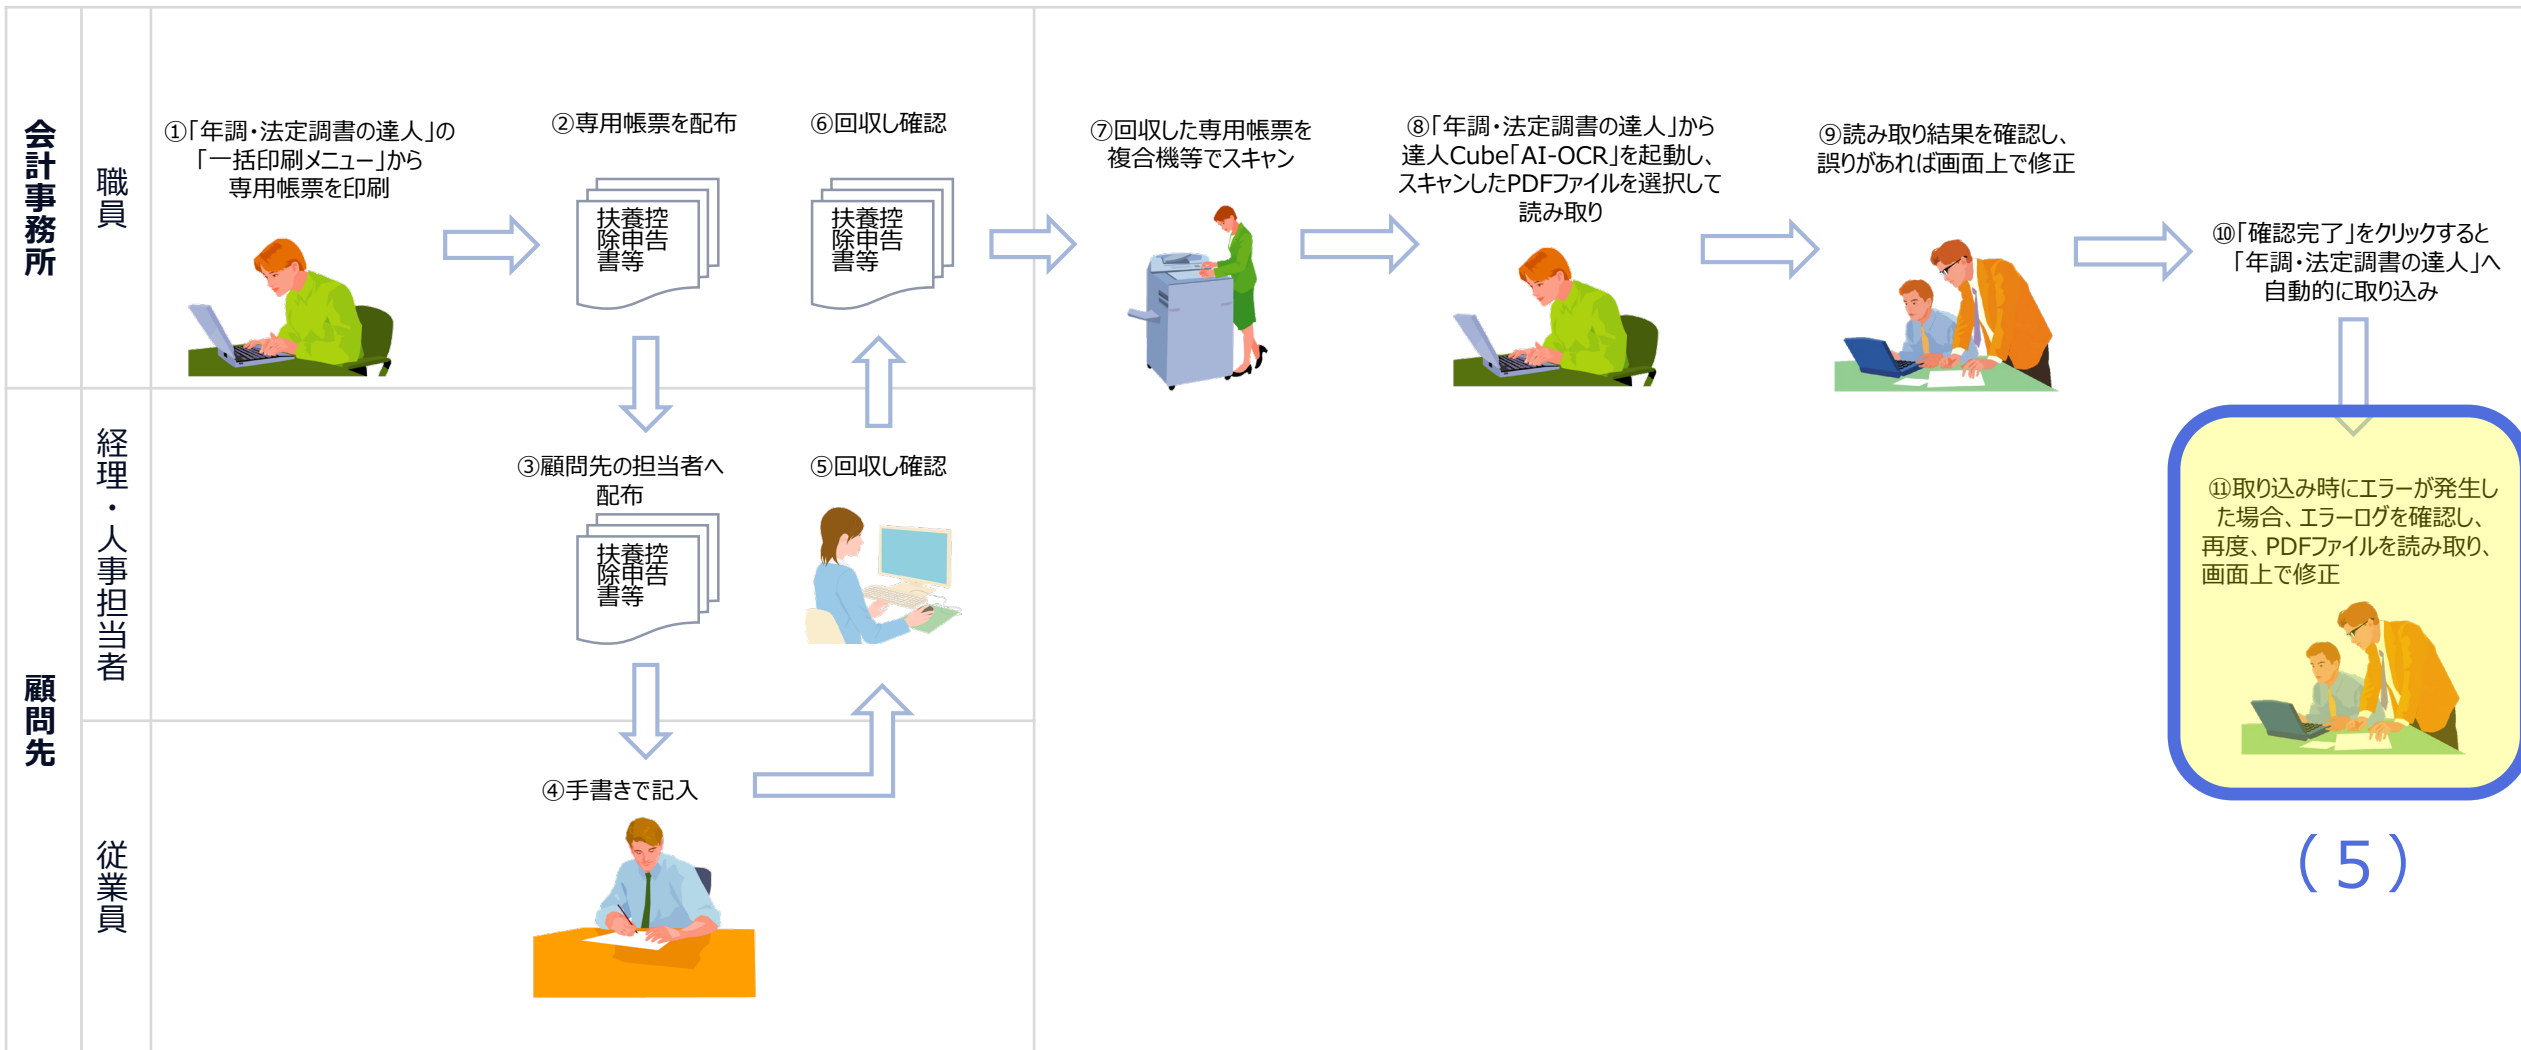 会計事務所
職員
①「年調・法定調書の達人」の
「一括印刷メニュー」から
専用帳票を印刷
②専用帳票を配布
扶養控
除申告
書等
⑥回収し確認
扶養控
除申告
書等
⑦回収した専用帳票を
複合機等でスキャン
⑧「年調・法定調書の達人」から
達人Cube「AI-OCR」を起動し、
スキャンしたPDFファイルを選択して
読み取り
⑨読み取り結果を確認し、
誤りがあれば画面上で修正
⑩「確認完了」をクリックすると
「年調・法定調書の達人」へ
自動的に取り込み
顧問先
経理・人事担当者
③顧問先の担当者へ
配布
扶養控
除申告
書等
⑤回収し確認
⑪取り込み時にエラーが発生し
た場合、エラーログを確認し、
再度、PDFファイルを読み取り、
画面上で修正
従業員
④手書きで記入
（5）